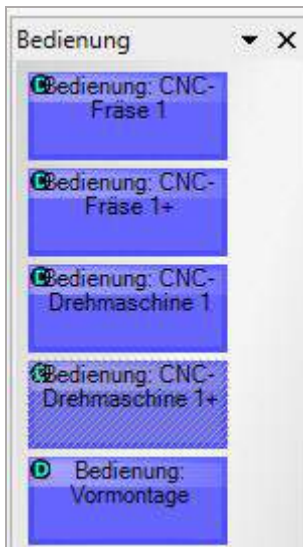 Bedienung
Bedienung: CNC-
Fräse 1
Bedienung: CNC-
Fräse 1+
Bedienung: CNC-
Drehmaschine 1
Bedienung: CNC-
Drehmaschine 1+
D Bedienung:
Vormontage